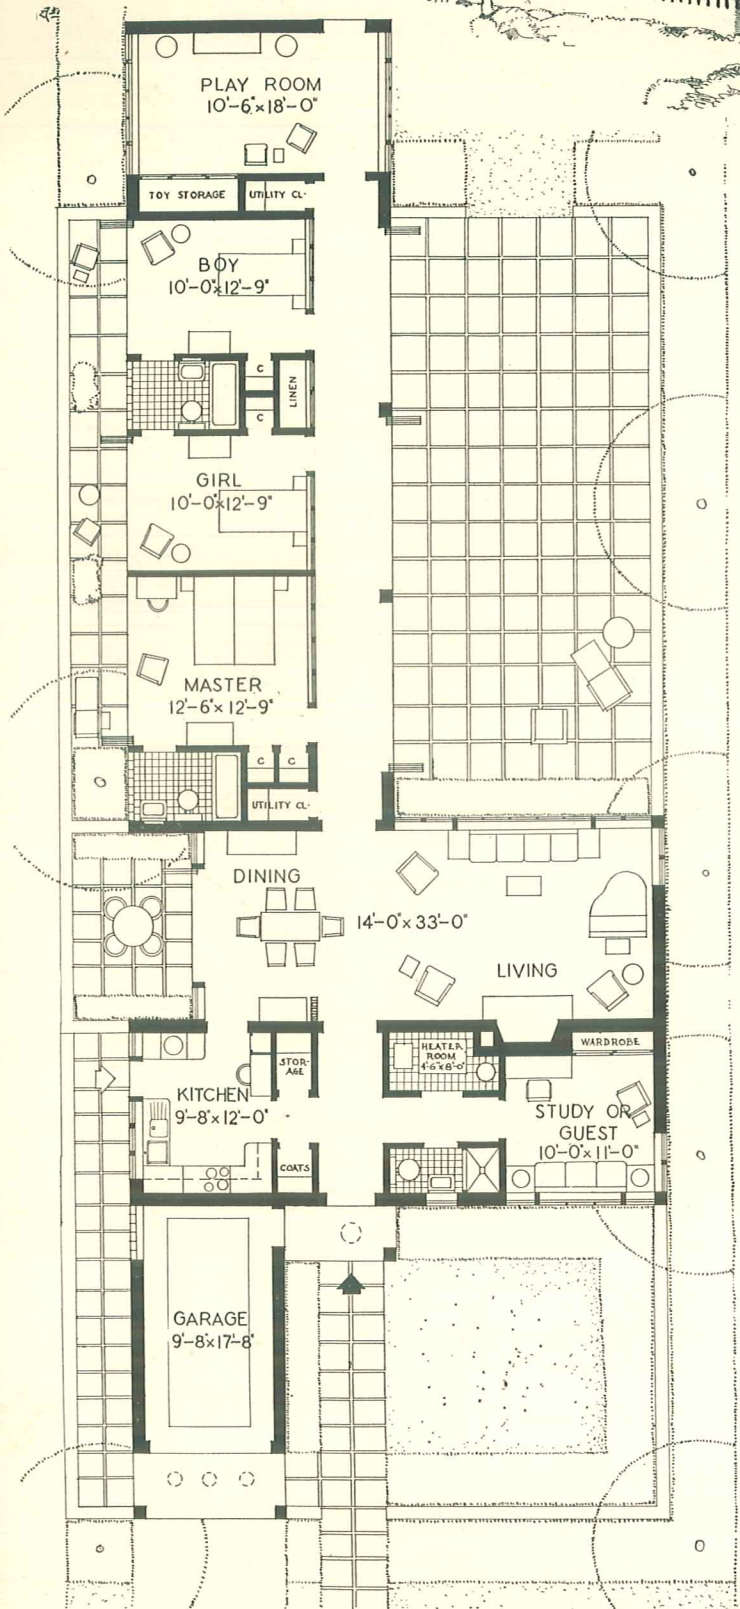 PLAY ROOM
10'-6"x18'-0"
TOY STORAGE
UTILITY CL.
BOY
10'-0"x12'-9"
C
LINEN
C
GIRL
10'-0"x12'-9"
MASTER
12'-6"x12'-9"
C
C
UTILITY CL.
DINING
14'-0"x33'-0"
LIVING
HEATER
ROOM
4'-6"x8'-0"
WARDROBE
STOR-
AGE
KITCHEN
9'-8"x12'-0"
STUDY OR
GUEST
10'-0"x11'-0"
COATS
GARAGE
9'-8"x17'-8"